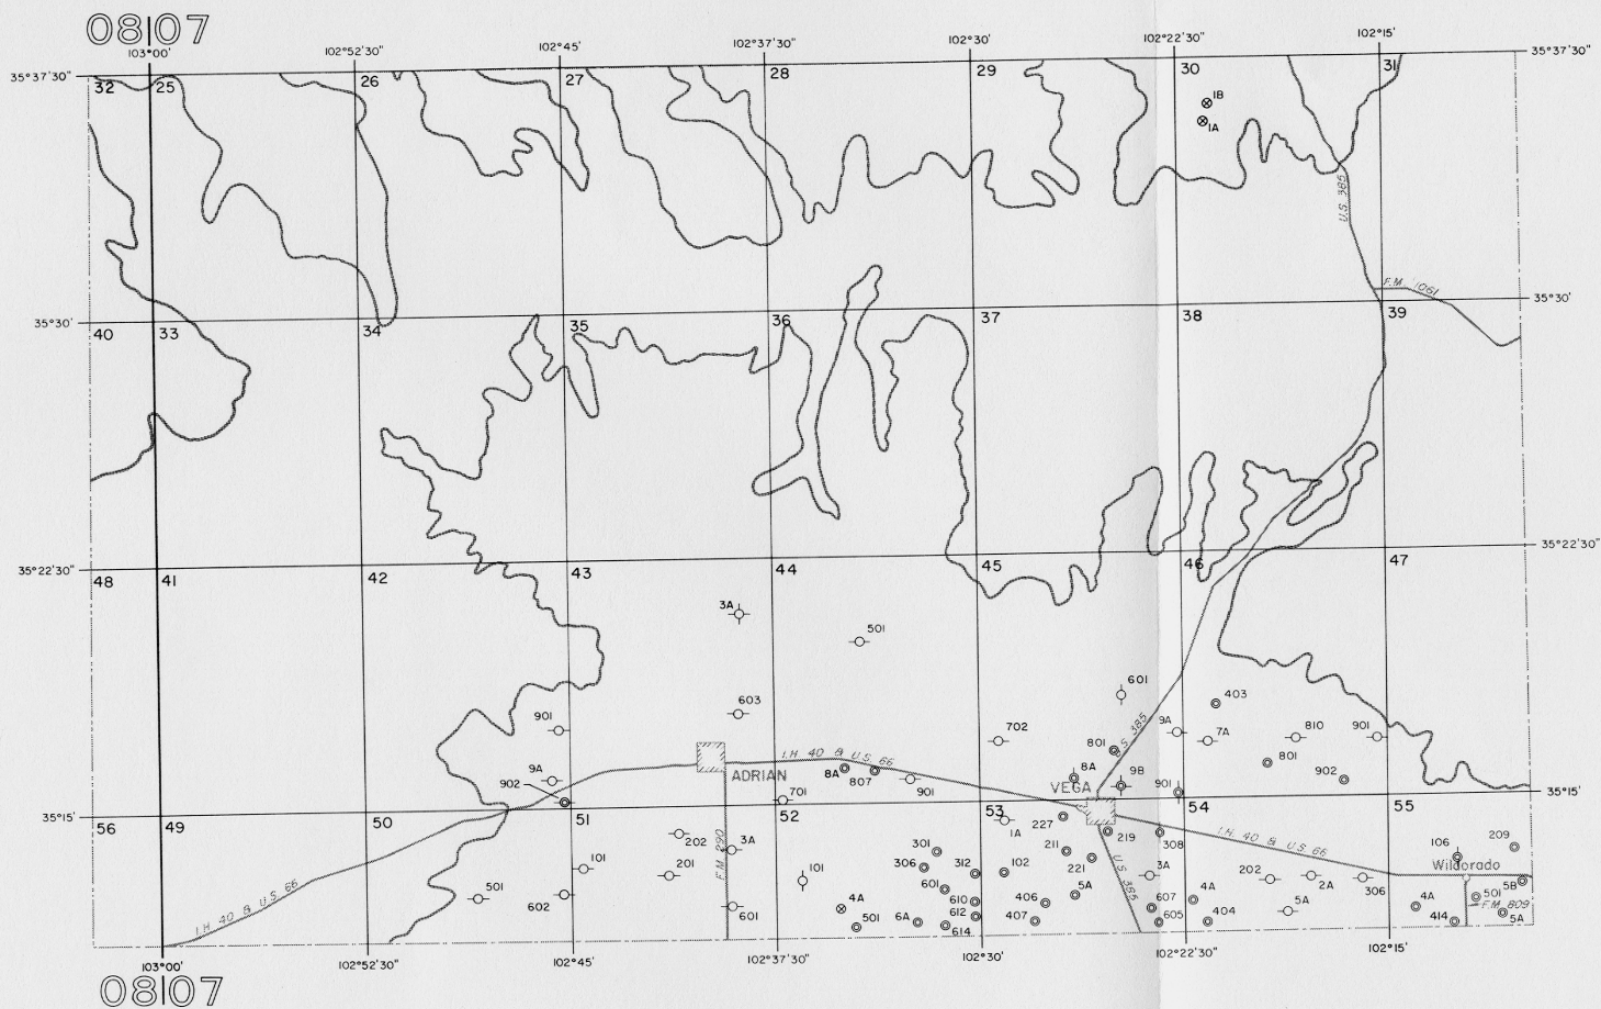 08|07
103°00'
102°52'30"
102°45'
102°37'30"
102°30'
102°22'30"
102°15'
35°37'30"
35°37'30"
32 25 26 27 28 29 30 31
1B
1A
U.S. 385
F.M. 1061
35°30'
35°30'
40 33 34 35 36 37 38 39
35°22'30"
35°22'30"
48 41 42 43 44 45 46 47
3A
501
601
403
603
901
702
801
U.S. 385
9A
7A
810
901
801
902
I.H. 40 & U.S. 66
ADRIAN
8A
807
901
8A
9B
901
VEGA
9A
902
701
35°15'
35°15'
56 49 50 51 52 53 54 55
1A
227
219
308
I.H. 40 & U.S. 66
202
3A
F.M. 290
301
211
221
U.S. 385
106
209
Wildorado
101
201
101
306
312
102
3A
202
2A
306
5B
501
602
601
4A
501
601
610
612
614
6A
406
407
5A
607
605
4A
404
5A
4A
414
501
F.M. 809
5A
I.H. 40 & U.S. 66
103°00'
102°52'30"
102°45'
102°37'30"
102°30'
102°22'30"
102°15'
08|07